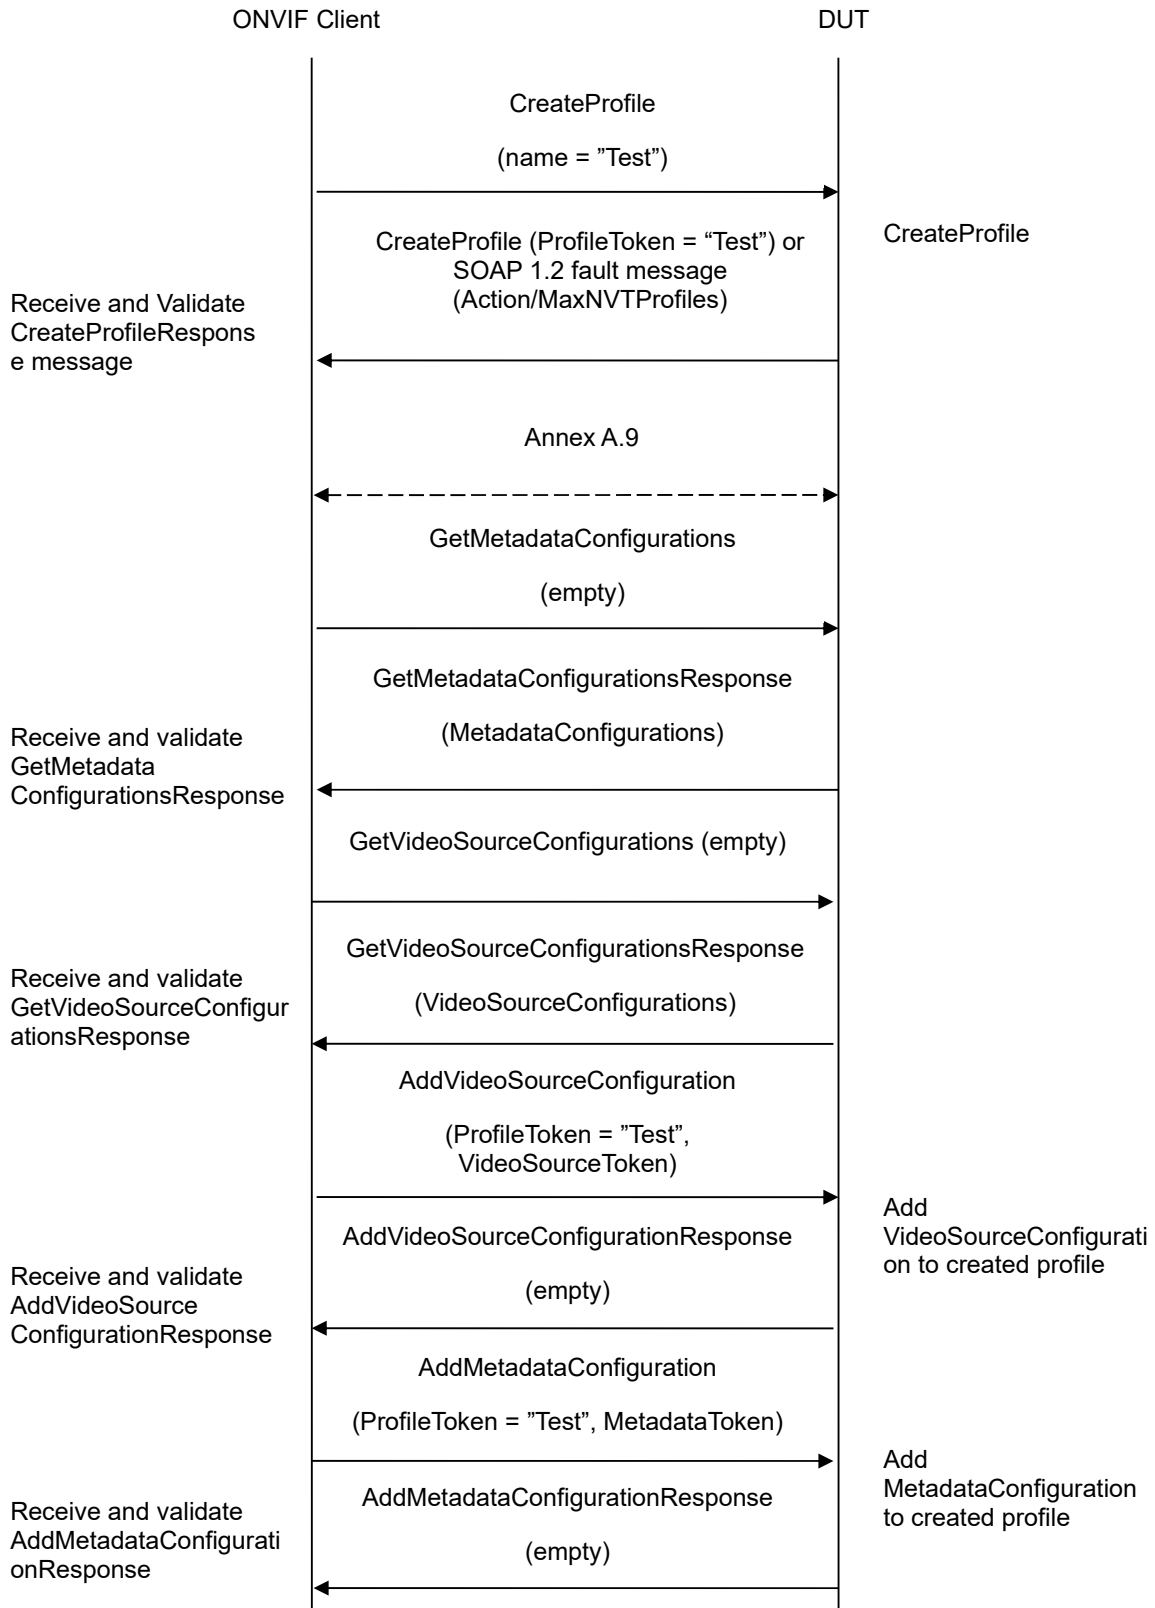 ONVIF Client
DUT
CreateProfile
(name = ”Test”)
CreateProfile
CreateProfile (ProfileToken = “Test”) or
SOAP 1.2 fault message
(Action/MaxNVTProfiles)
Receive and Validate
CreateProfileRespons
e message
Annex A.9
GetMetadataConfigurations
(empty)
GetMetadataConfigurationsResponse
(MetadataConfigurations)
Receive and validate
GetMetadata
ConfigurationsResponse
GetVideoSourceConfigurations (empty)
GetVideoSourceConfigurationsResponse
(VideoSourceConfigurations)
Receive and validate
GetVideoSourceConfigur
ationsResponse
AddVideoSourceConfiguration
(ProfileToken = ”Test”,
VideoSourceToken)
Add
VideoSourceConfigurati
on to created profile
AddVideoSourceConfigurationResponse
(empty)
Receive and validate
AddVideoSource
ConfigurationResponse
AddMetadataConfiguration
(ProfileToken = ”Test”, MetadataToken)
Add
MetadataConfiguration
to created profile
AddMetadataConfigurationResponse
(empty)
Receive and validate
AddMetadataConfigurati
onResponse